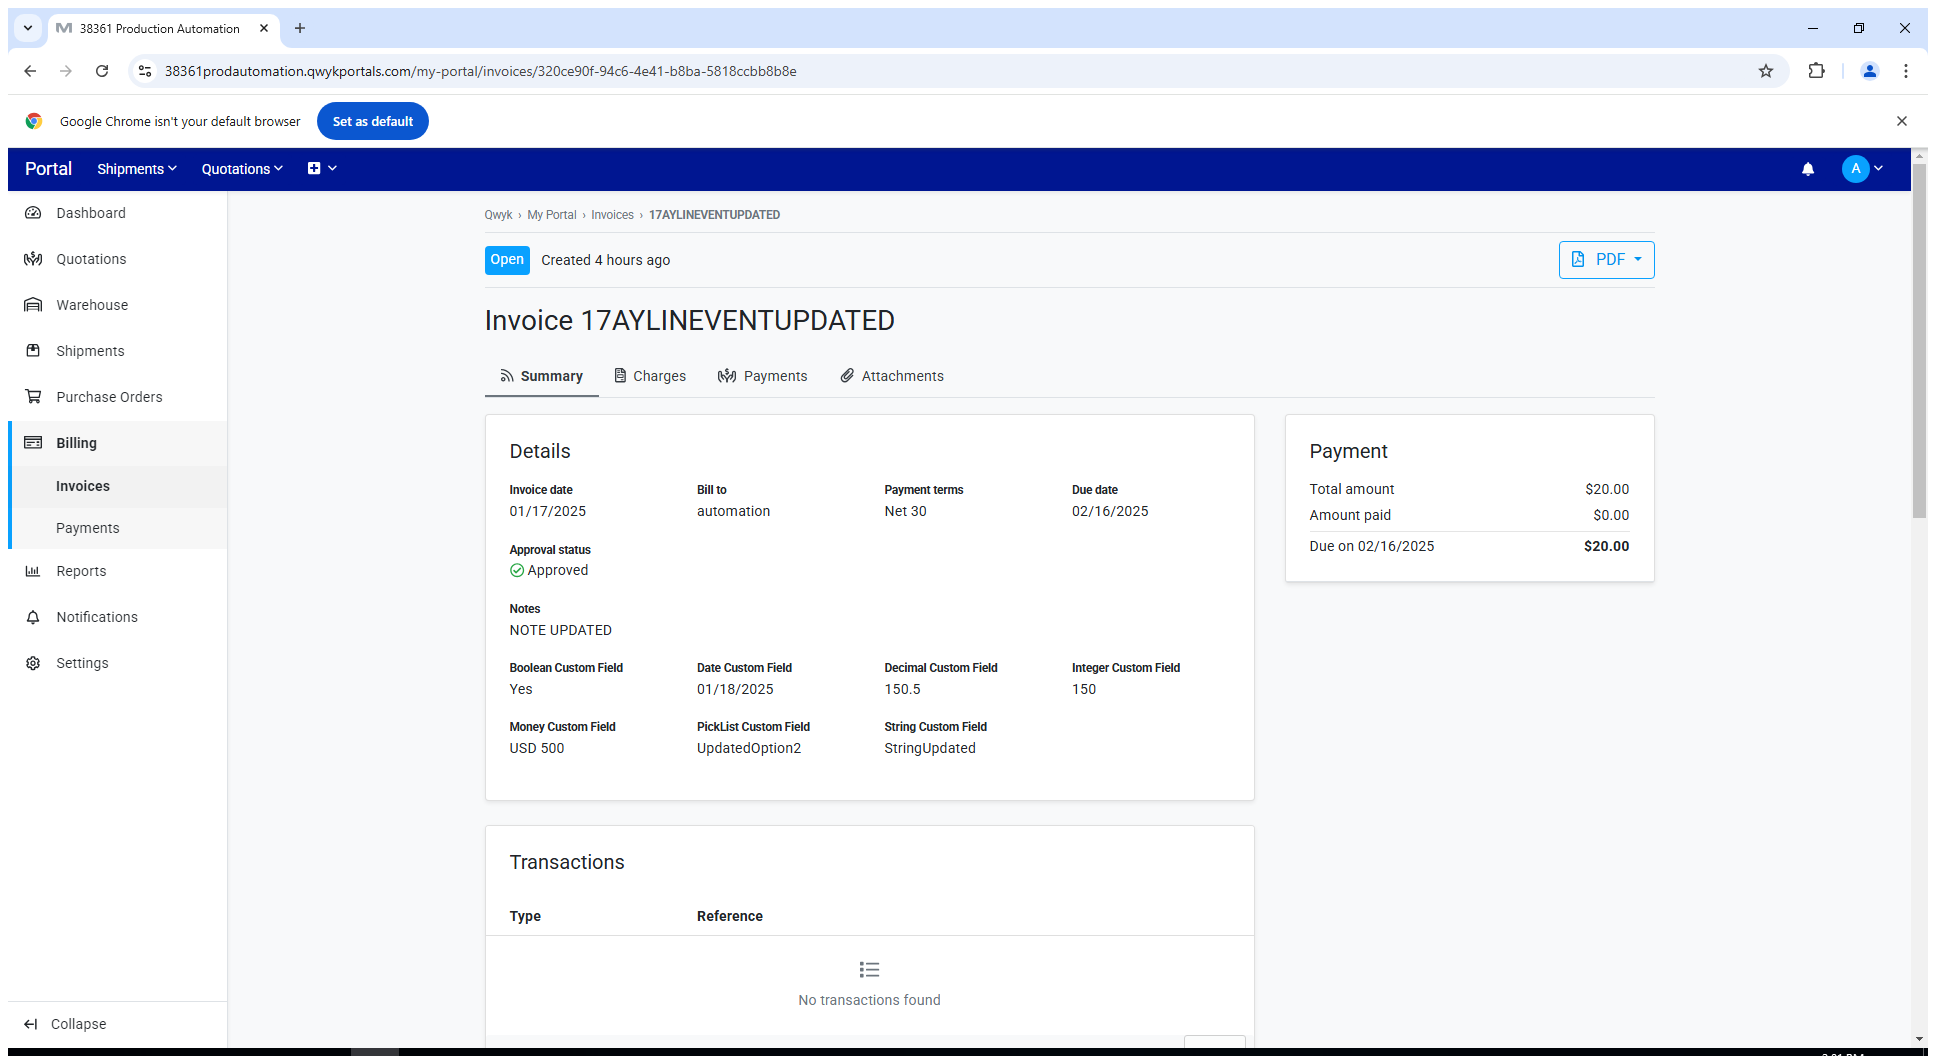 38361 Production Automation
38361prodautomation.qwykportals.com/my-portal/invoices/320ce90f-94c6-4e41-b8ba-5818ccbb8b8e
Google Chrome isn't your default browser
Set as default
Portal
Shipments
Quotations
A
Dashboard
Quotations
Warehouse
Shipments
Purchase Orders
Billing
Invoices
Payments
Reports
Notifications
Settings
Collapse
Qwyk › My Portal › Invoices › 17AYLINEVENTUPDATED
Open
Created 4 hours ago
PDF
Invoice 17AYLINEVENTUPDATED
Summary
Charges
Payments
Attachments
Details
Invoice date
Bill to
Payment terms
Due date
01/17/2025
automation
Net 30
02/16/2025
Approval status
Approved
Notes
NOTE UPDATED
Boolean Custom Field
Date Custom Field
Decimal Custom Field
Integer Custom Field
Yes
01/18/2025
150.5
150
Money Custom Field
PickList Custom Field
String Custom Field
USD 500
UpdatedOption2
StringUpdated
Payment
Total amount $20.00
Amount paid $0.00
Due on 02/16/2025 $20.00
Transactions
Type
Reference
No transactions found